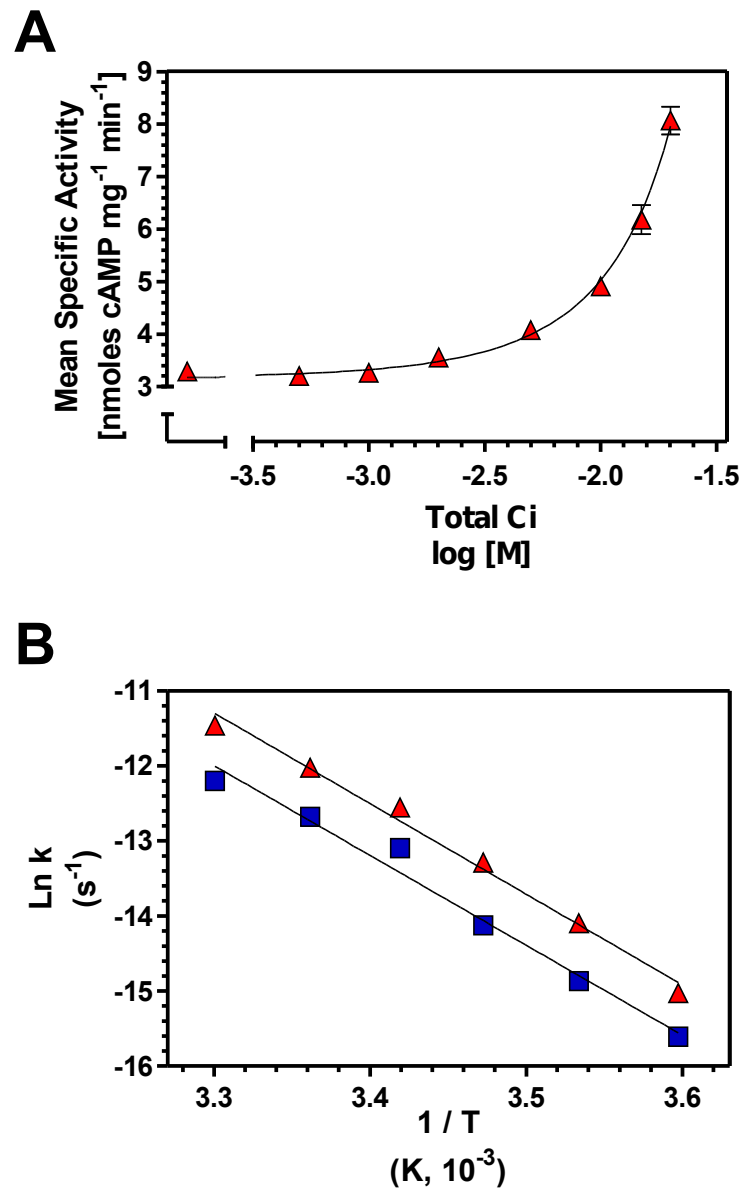 A
Mean Specific Activity
[nmoles cAMP mg⁻¹ min⁻¹]
9
8
7
6
5
4
3
-3.5 -3.0 -2.5 -2.0 -1.5
Total Ci
log [M]
B
Ln k
(s⁻¹)
-11
-12
-13
-14
-15
-16
3.3 3.4 3.5 3.6
1 / T
(K, 10⁻³)